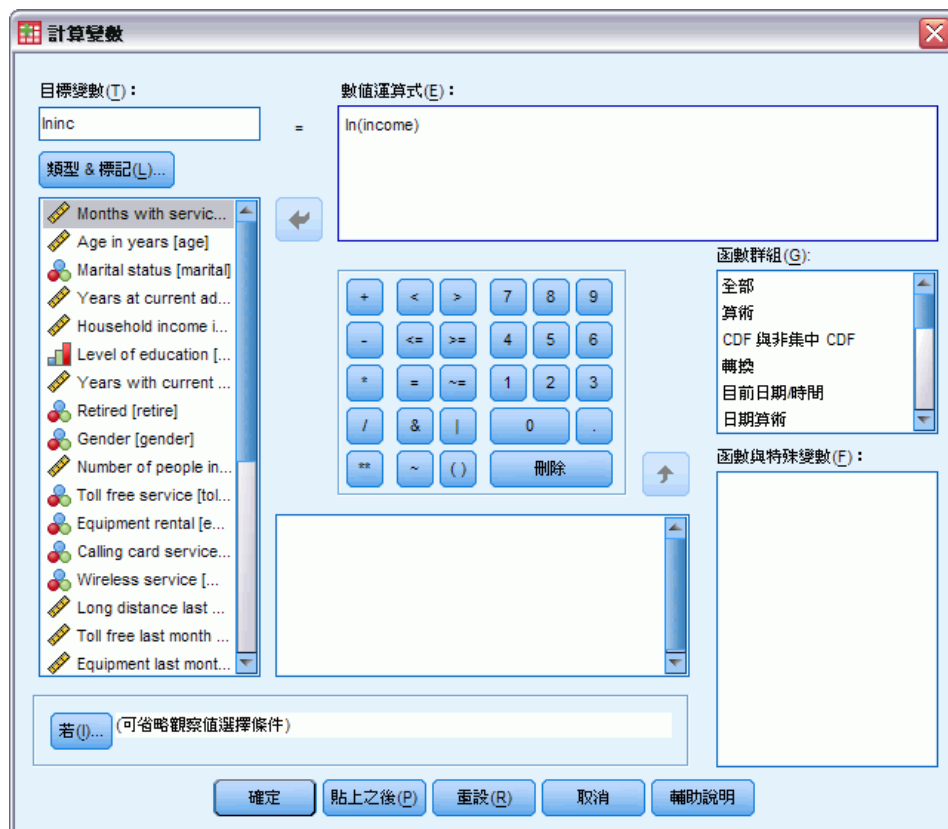 計算變數
目標變數(T)：
數值運算式(E)：
lninc
=
ln(income)
類型 & 標記(L)...
Months with servic...
Age in years [age]
Marital status [marital]
Years at current ad...
Household income i...
Level of education [...
Years with current ...
Retired [retire]
Gender [gender]
Number of people in...
Toll free service [tol...
Equipment rental [e...
Calling card service...
Wireless service [...
Long distance last ...
Toll free last month ...
Equipment last mont...
+ < > 7 8 9
- <= >= 4 5 6
* = ~= 1 2 3
/ & | 0 .
** ~ ( ) 刪除
函數群組(G):
全部
算術
CDF 與非集中 CDF
轉換
目前日期/時間
日期算術
函數與特殊變數(F)：
若(I)... (可省略觀察值選擇條件)
確定 貼上之後(P) 重設(R) 取消 輔助說明